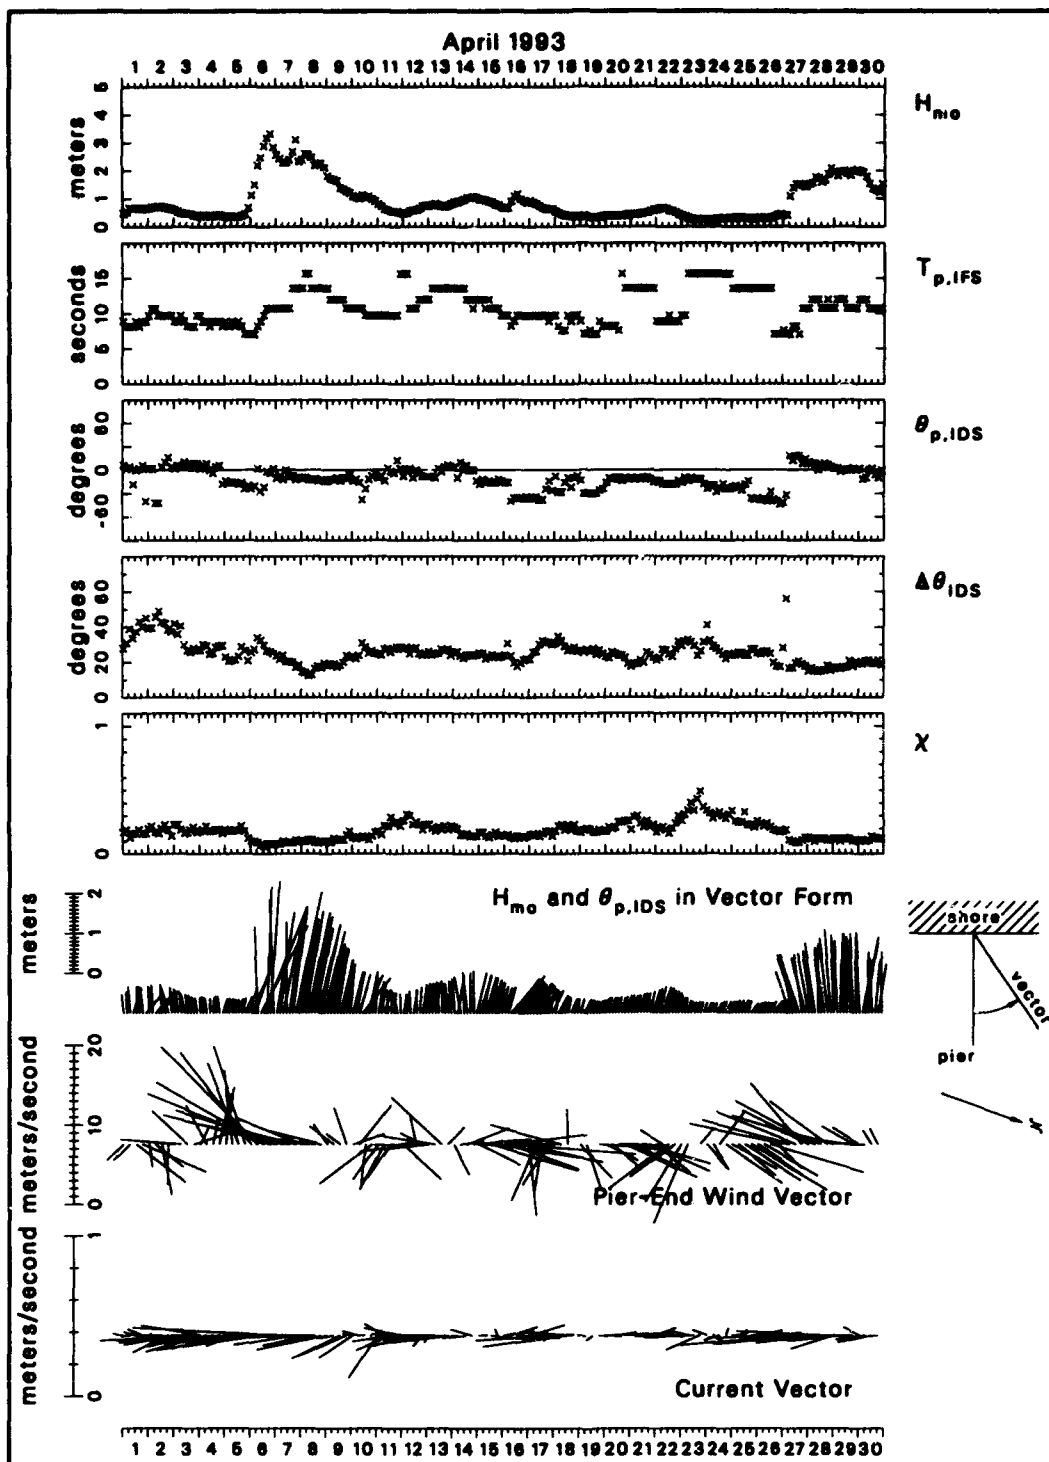 April 1993
1 2 3 4 5 6 7 8 9 10 11 12 13 14 15 16 17 18 19 20 21 22 23 24 25 26 27 28 29 30
meters
0 1 2 3 4 5
Hmo
seconds
0 5 10 15
Tp,IFS
degrees
-60 0 60
θp,IDS
degrees
0 20 40 60
ΔθIDS
0 1
χ
meters
0 1 2
Hmo and θp,IDS in Vector Form
shore
vector
pier
meters/second
0 10 20
Pier-End Wind Vector
N
meters/second
0 1
Current Vector
1 2 3 4 5 6 7 8 9 10 11 12 13 14 15 16 17 18 19 20 21 22 23 24 25 26 27 28 29 30